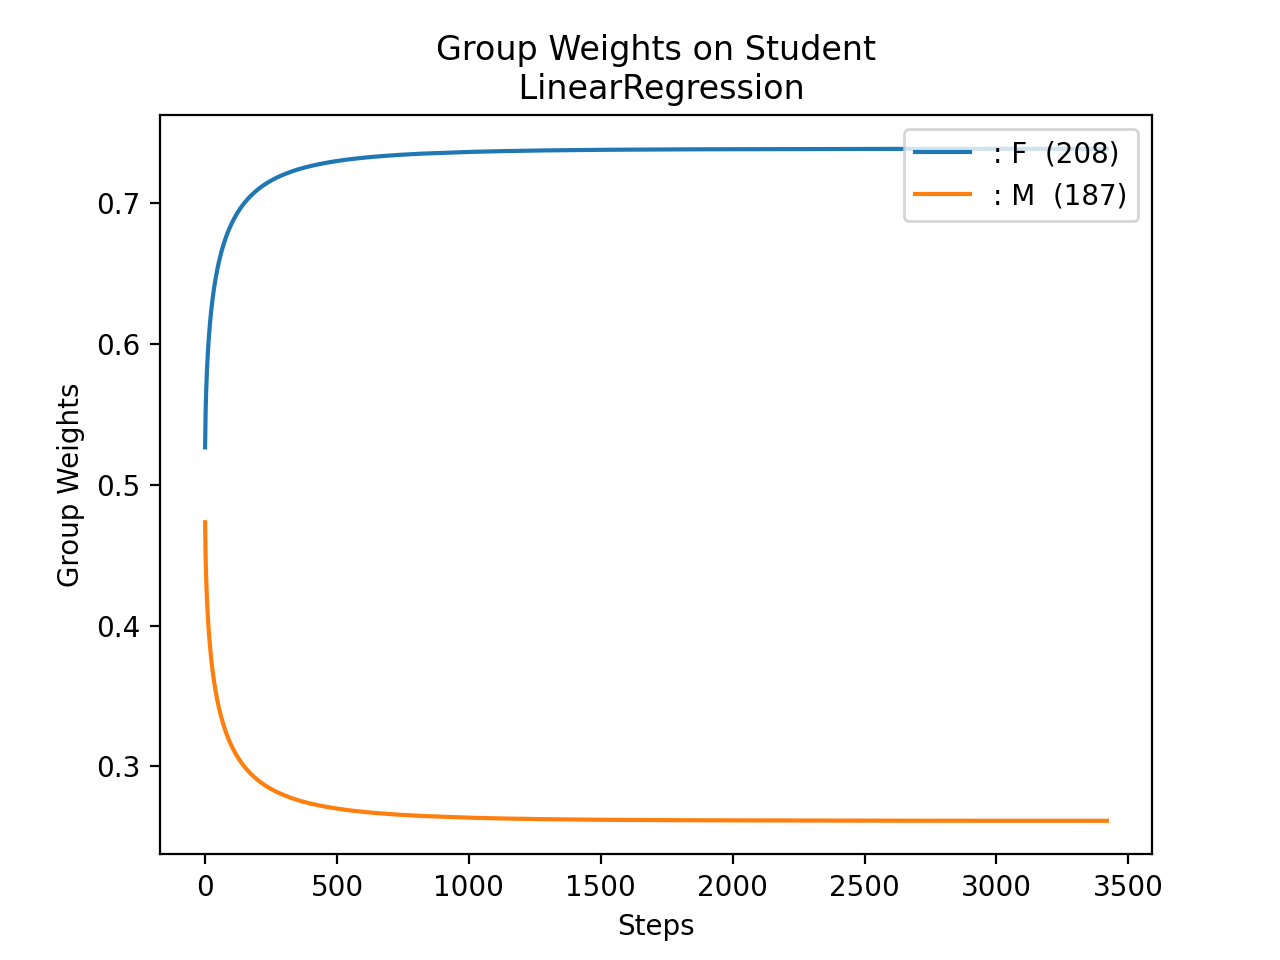 Group Weights on Student
LinearRegression
: F (208)
: M (187)
0.7
0.6
0.5
0.4
0.3
Group Weights
0 500 1000 1500 2000 2500 3000 3500
Steps